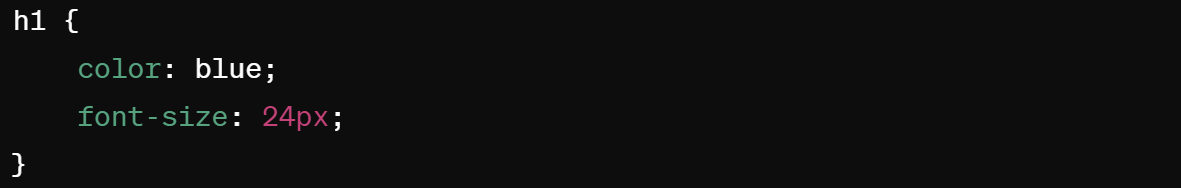 h1 {
    color: blue;
    font-size: 24px;
}